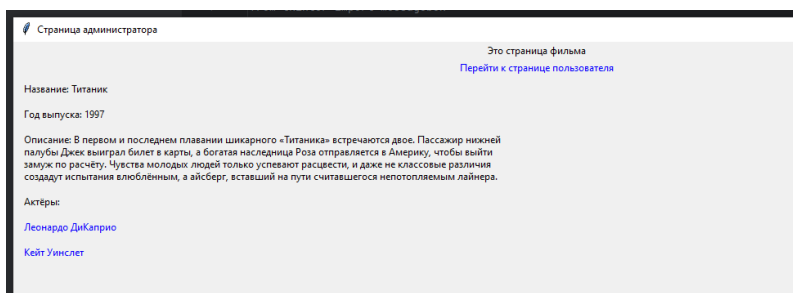 Страница администратора
Это страница фильма
Перейти к странице пользователя
Название: Титаник
Год выпуска: 1997
Описание: В первом и последнем плавании шикарного «Титаника» встречаются двое. Пассажир нижней
палубы Джек выиграл билет в карты, а богатая наследница Роза отправляется в Америку, чтобы выйти
замуж по расчёту. Чувства молодых людей только успевают расцвести, и даже не классовые различия
создадут испытания влюблённым, а айсберг, вставший на пути считавшегося непотопляемым лайнера.
Актёры:
Леонардо ДиКаприо
Кейт Уинслет